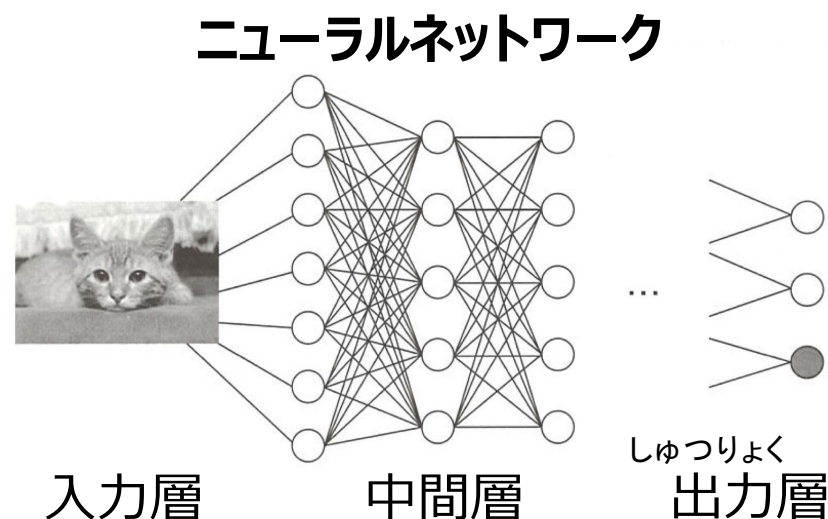 ニューラルネットワーク
…
しゅつりょく
入力層 中間層 出力層